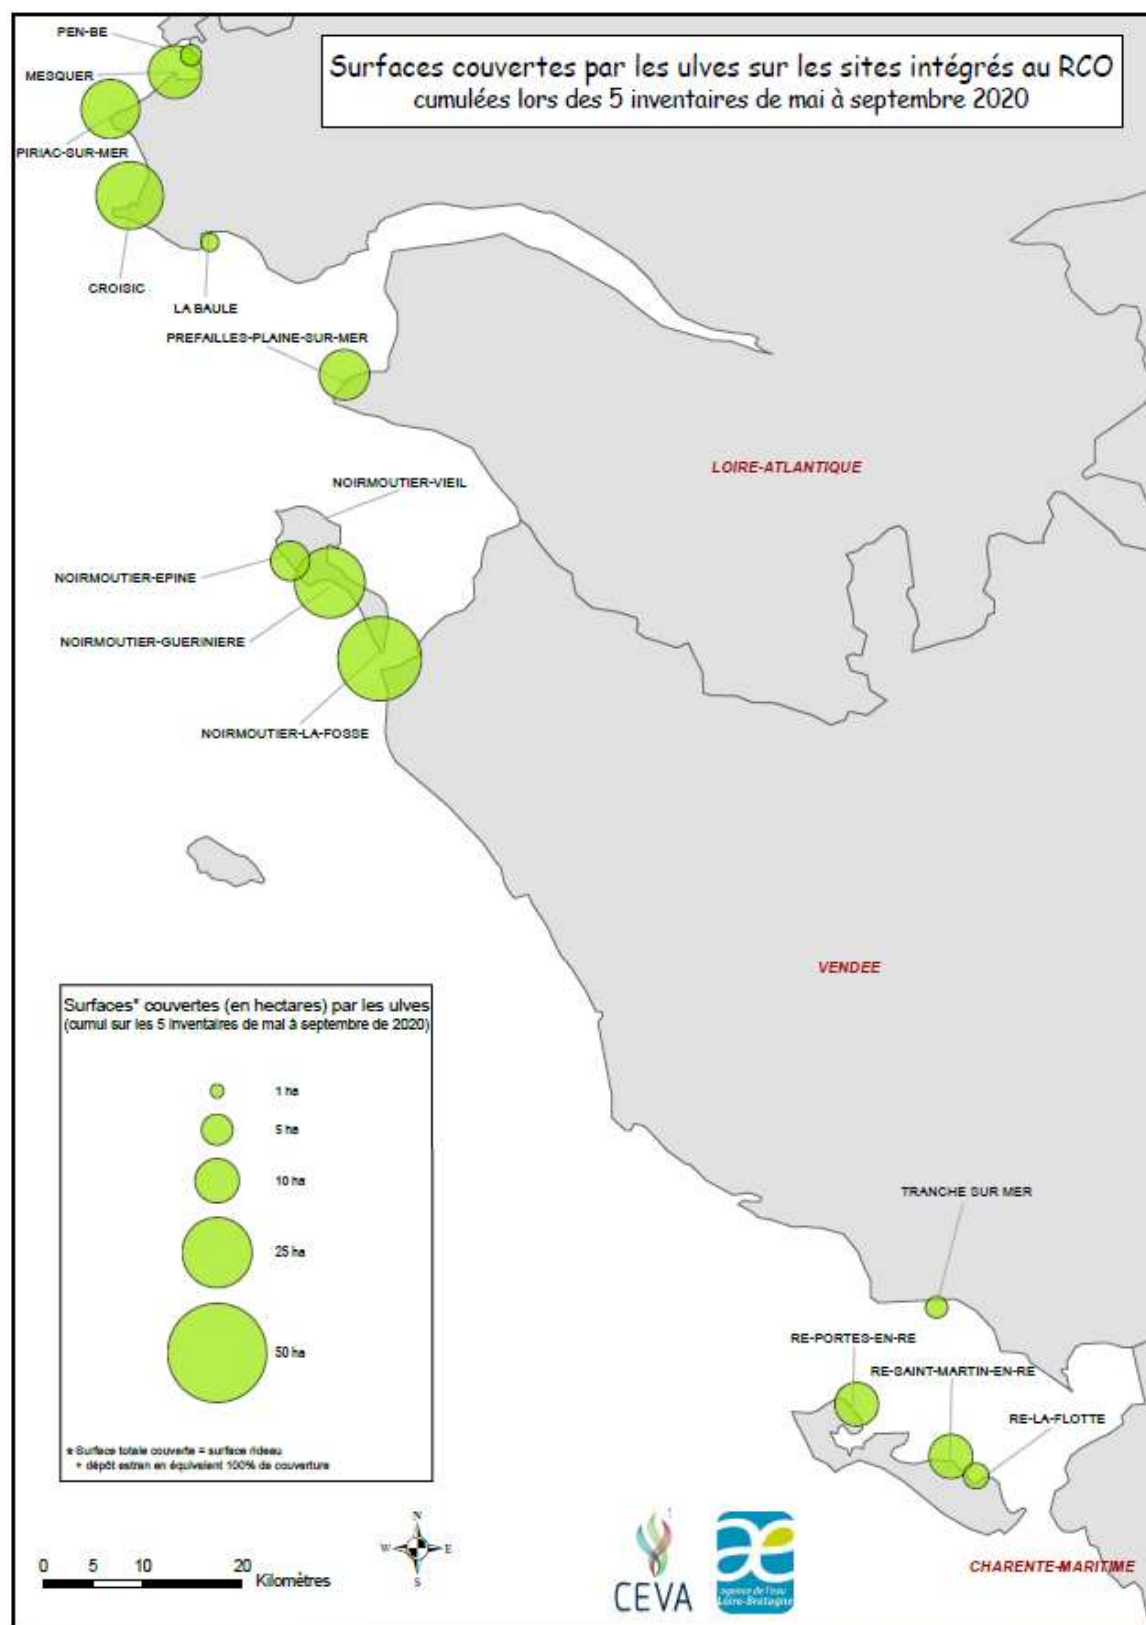 Surfaces couvertes par les ulves sur les sites intégrés au RCO
cumulées lors des 5 inventaires de mai à septembre 2020
PEN-BE
MESQUER
PIRIAC-SUR-MER
CROISIC
LA BAULE
PREFAILLES-PLAINE-SUR-MER
LOIRE-ATLANTIQUE
NOIRMOUTIER-VIEIL
NOIRMOUTIER-EPINE
NOIRMOUTIER-GUERINIERE
NOIRMOUTIER-LA-FOSSE
VENDEE
Surfaces* couvertes (en hectares) par les ulves
(cumul sur les 5 inventaires de mai à septembre de 2020)
1 ha
5 ha
10 ha
25 ha
50 ha
* Surface totale couverte = surface rideau
+ dépôt estran en équivalent 100% de couverture
TRANCHE SUR MER
RE-PORTES-EN-RE
RE-SAINT-MARTIN-EN-RE
RE-LA-FLOTTE
CHARENTE-MARITIME
0 5 10 20
Kilomètres
N
W E
S
CEVA
agence de l'eau
Loire-Bretagne